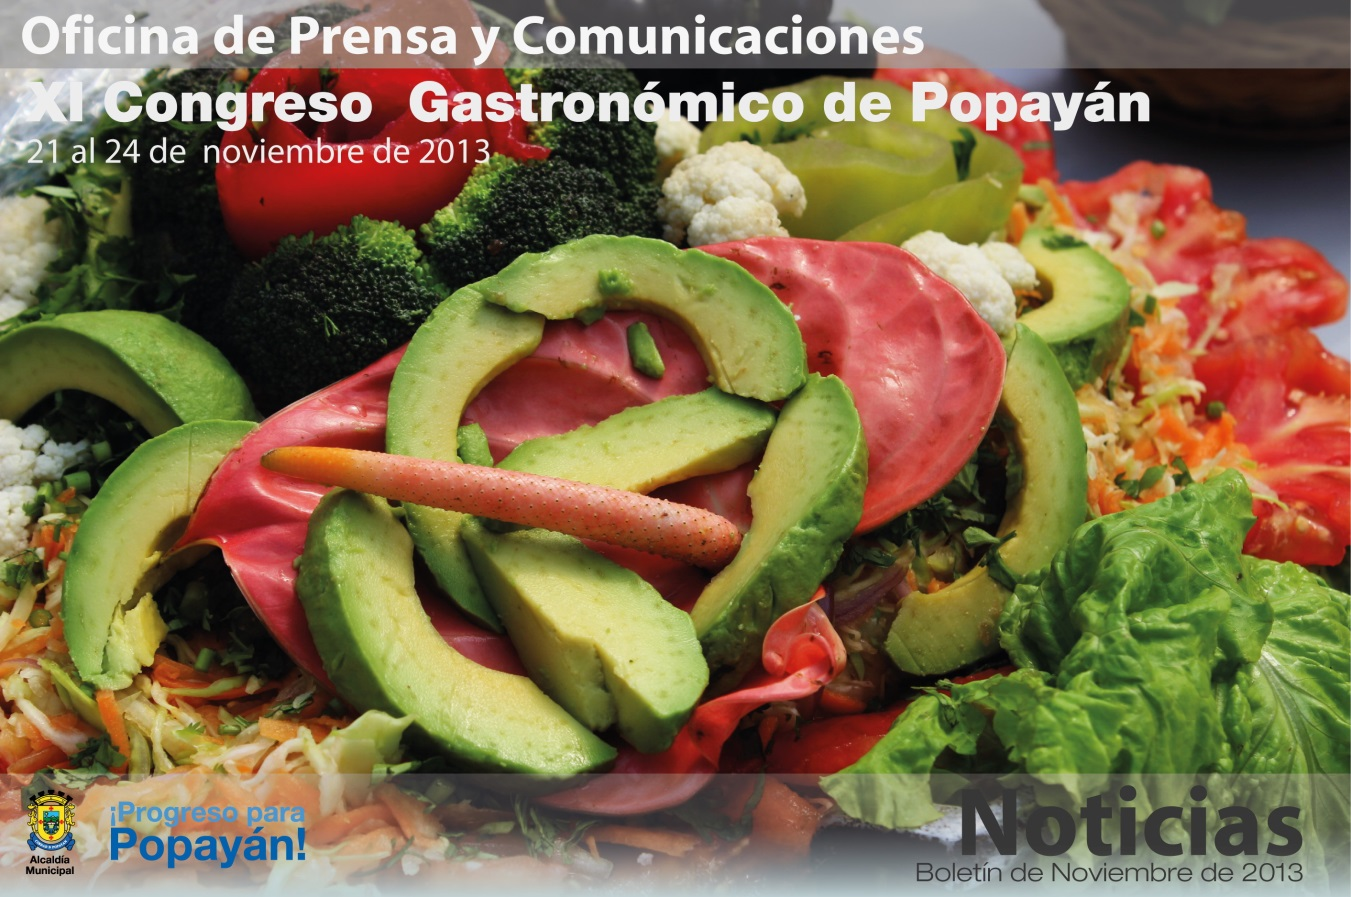 Oficina de Prensa y Comunicaciones
XI Congreso Gastronómico de Popayán
21 al 24 de noviembre de 2013
¡Progreso para
Popayán!
Alcaldía
Municipal
Noticias
Boletín de Noviembre de 2013